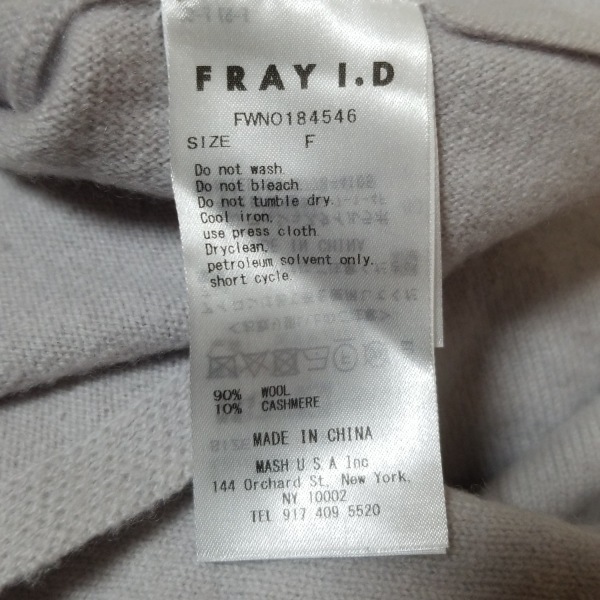 FRAY I.D
FWNO184546
SIZE F
Do not wash.
Do not bleach.
Do not tumble dry.
Cool iron.
use press cloth.
Dryclean.
petroleum solvent only.
short cycle.
90% WOOL
10% CASHMERE
MADE IN CHINA
MASH U S A Inc
144 Orchard St, New York,
NY 10002
TEL 917 409 5520